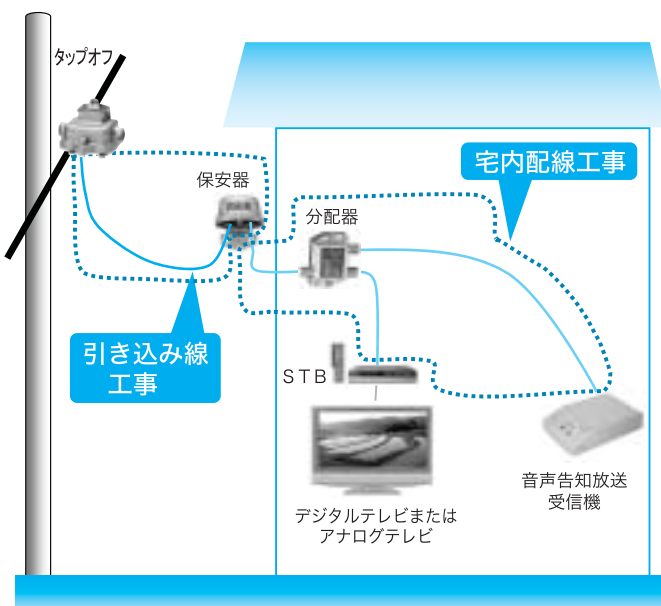 タップオフ
保安器
宅内配線工事
分配器
引き込み線
工事
STB
音声告知放送
受信機
デジタルテレビまたは
アナログテレビ